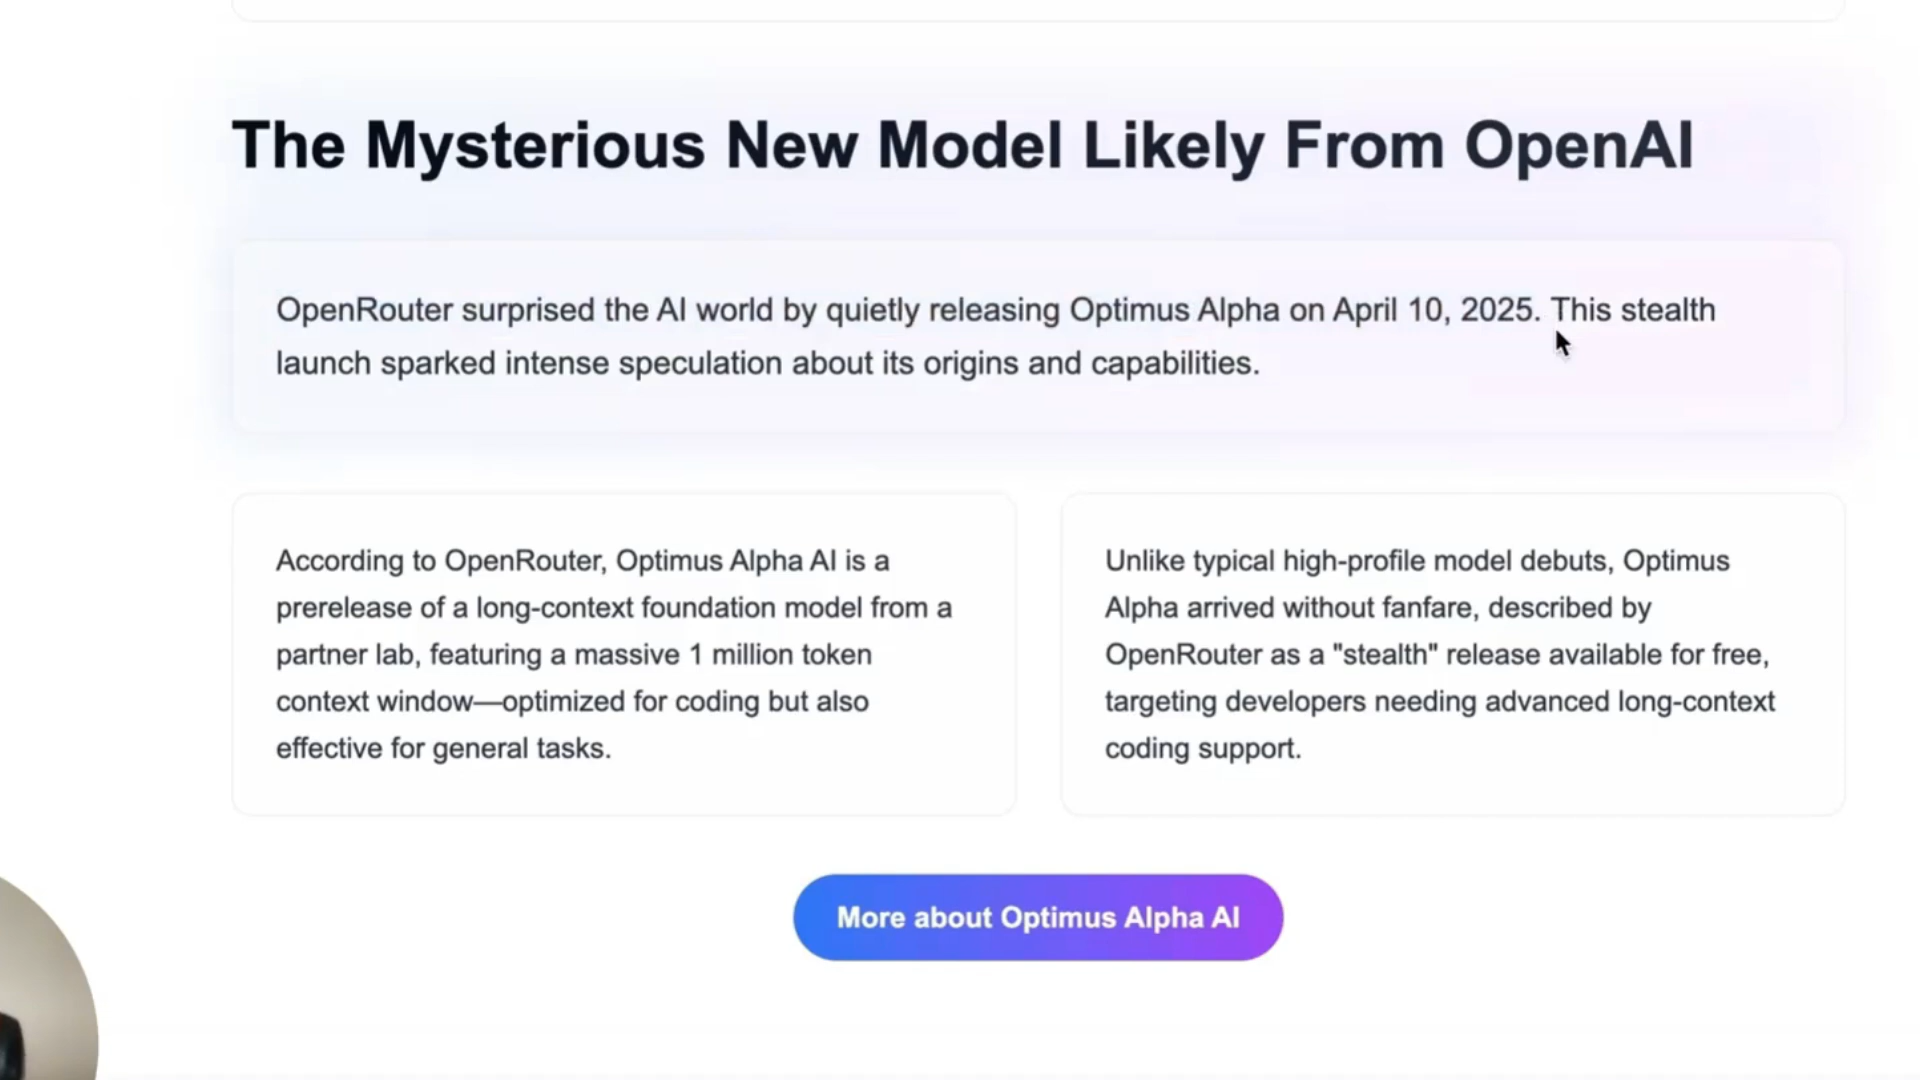 The Mysterious New Model Likely From OpenAI
OpenRouter surprised the AI world by quietly releasing Optimus Alpha on April 10, 2025. This stealth
launch sparked intense speculation about its origins and capabilities.
According to OpenRouter, Optimus Alpha AI is a
prerelease of a long-context foundation model from a
partner lab, featuring a massive 1 million token
context window—optimized for coding but also
effective for general tasks.
Unlike typical high-profile model debuts, Optimus
Alpha arrived without fanfare, described by
OpenRouter as a "stealth" release available for free,
targeting developers needing advanced long-context
coding support.
More about Optimus Alpha AI